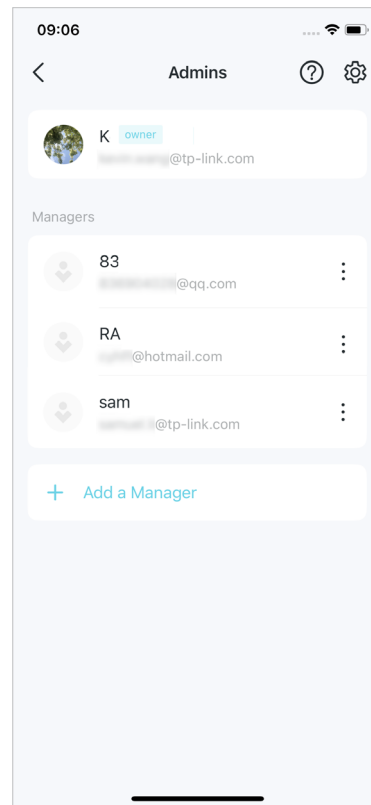 09:06
Admins
K owner
@tp-link.com
Managers
83
@qq.com
RA
@hotmail.com
sam
@tp-link.com
+ Add a Manager